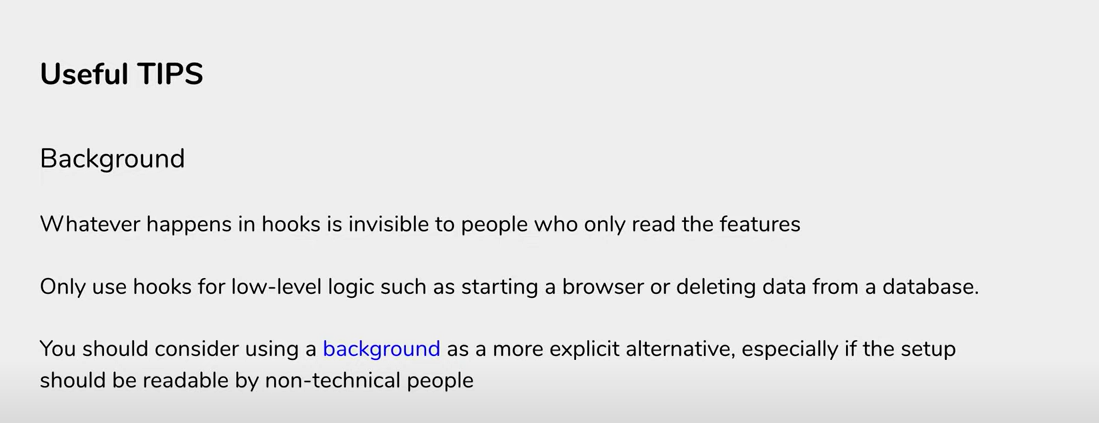 Useful TIPS
Background
Whatever happens in hooks is invisible to people who only read the features
Only use hooks for low-level logic such as starting a browser or deleting data from a database.
You should consider using a background as a more explicit alternative, especially if the setup
should be readable by non-technical people